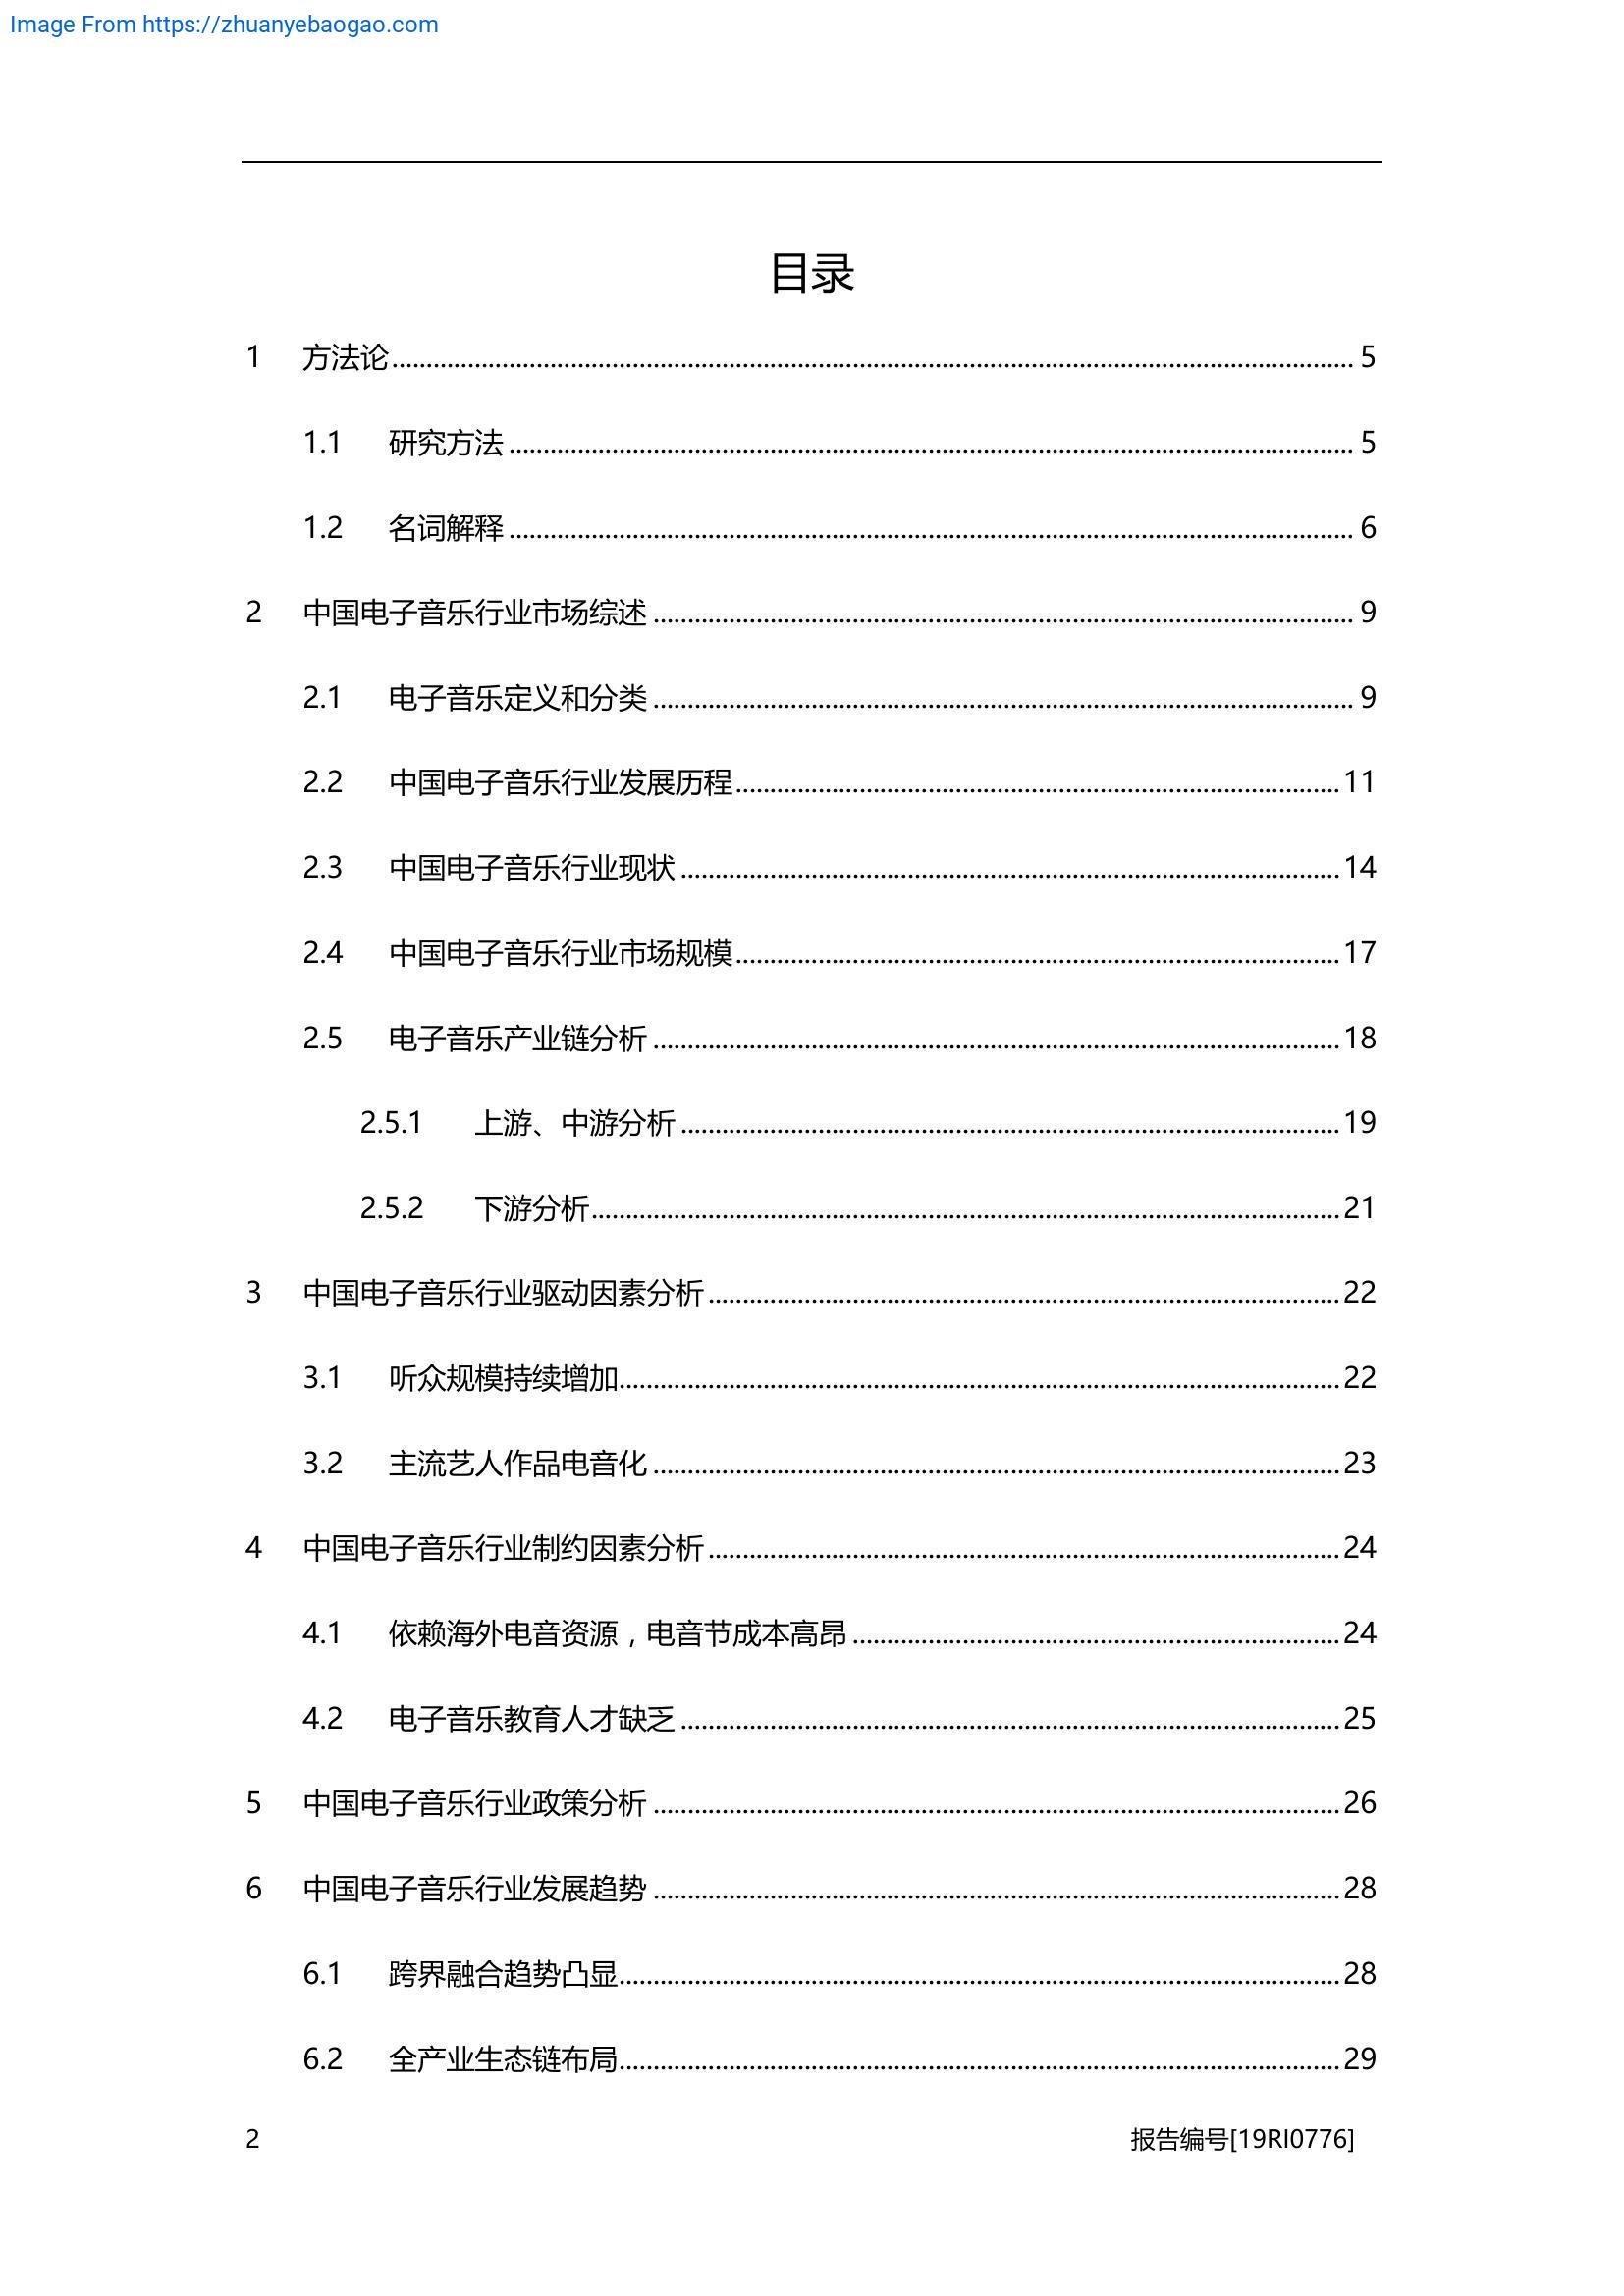 Image From https://zhuanyebaogao.com
目录
1 方法论........................................ 5
1.1 研究方法........................................ 5
1.2 名词解释........................................ 6
2 中国电子音乐行业市场综述........................................ 9
2.1 电子音乐定义和分类........................................ 9
2.2 中国电子音乐行业发展历程........................................ 11
2.3 中国电子音乐行业现状........................................ 14
2.4 中国电子音乐行业市场规模........................................ 17
2.5 电子音乐产业链分析........................................ 18
2.5.1 上游、中游分析........................................ 19
2.5.2 下游分析........................................ 21
3 中国电子音乐行业驱动因素分析........................................ 22
3.1 听众规模持续增加........................................ 22
3.2 主流艺人作品电音化........................................ 23
4 中国电子音乐行业制约因素分析........................................ 24
4.1 依赖海外电音资源，电音节成本高昂........................................ 24
4.2 电子音乐教育人才缺乏........................................ 25
5 中国电子音乐行业政策分析........................................ 26
6 中国电子音乐行业发展趋势........................................ 28
6.1 跨界融合趋势凸显........................................ 28
6.2 全产业生态链布局........................................ 29
2 报告编号[19RI0776]